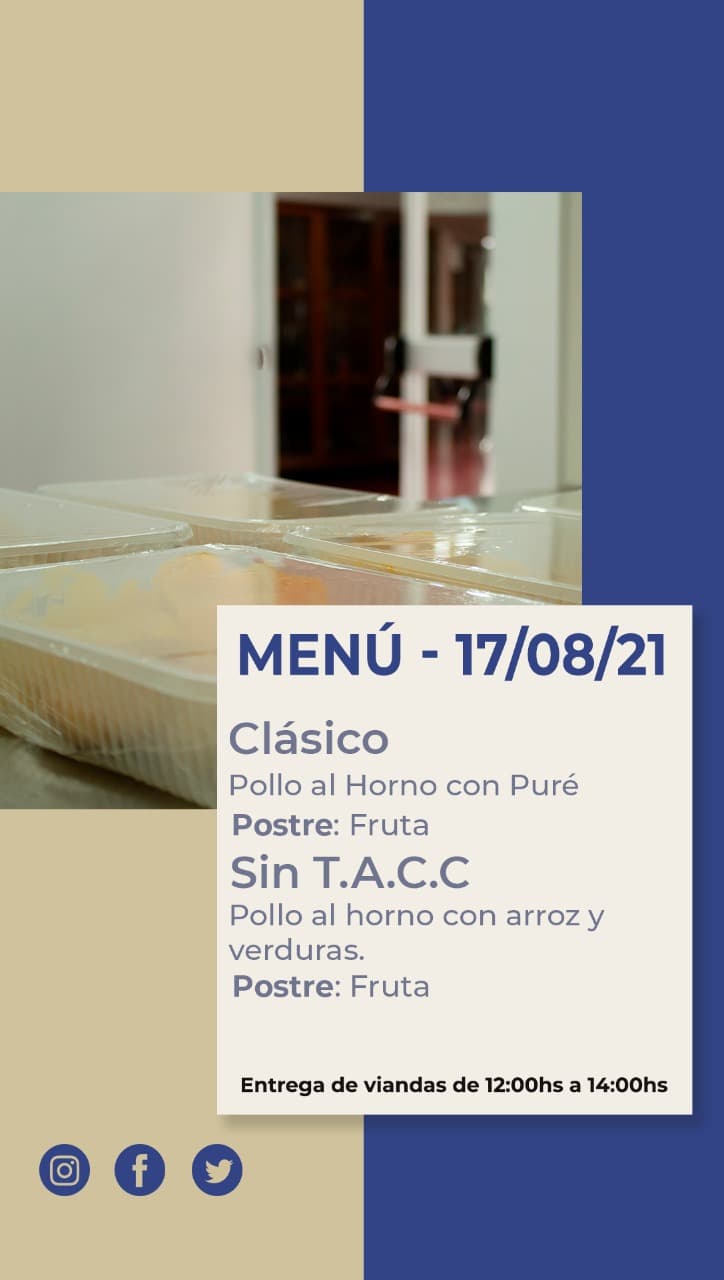 MENÚ - 17/08/21
Clásico
Pollo al Horno con Puré
Postre: Fruta
Sin T.A.C.C
Pollo al horno con arroz y
verduras.
Postre: Fruta
Entrega de viandas de 12:00hs a 14:00hs